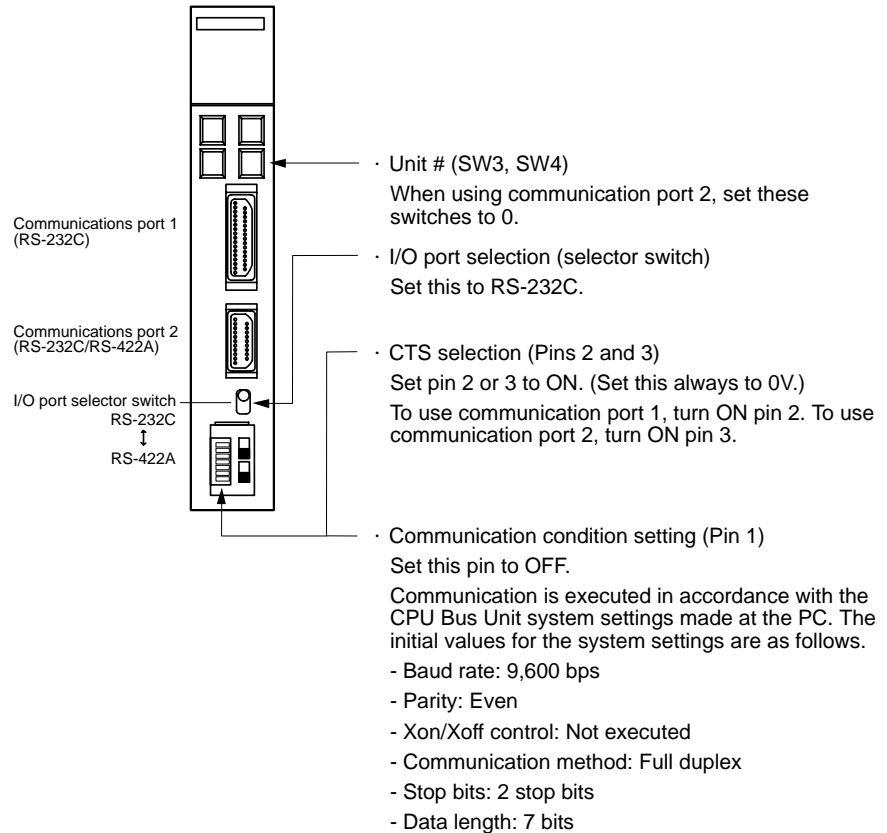 Communications port 1
(RS-232C)
Communications port 2
(RS-232C/RS-422A)
I/O port selector switch
RS-232C
↕
RS-422A
· Unit # (SW3, SW4)
When using communication port 2, set these
switches to 0.
· I/O port selection (selector switch)
Set this to RS-232C.
· CTS selection (Pins 2 and 3)
Set pin 2 or 3 to ON. (Set this always to 0V.)
To use communication port 1, turn ON pin 2. To use
communication port 2, turn ON pin 3.
· Communication condition setting (Pin 1)
Set this pin to OFF.
Communication is executed in accordance with the
CPU Bus Unit system settings made at the PC. The
initial values for the system settings are as follows.
- Baud rate: 9,600 bps
- Parity: Even
- Xon/Xoff control: Not executed
- Communication method: Full duplex
- Stop bits: 2 stop bits
- Data length: 7 bits